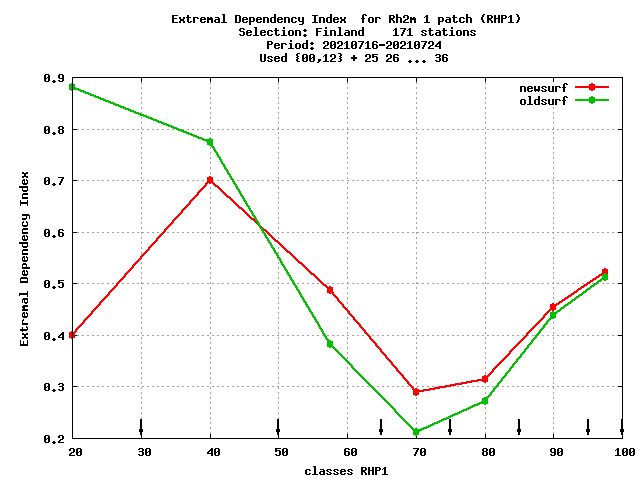 Extremal Dependency Index  for Rh2m 1 patch (RHP1)
Selection: Finland    171 stations
Period: 20210716-20210724
Used {00,12} + 25 26 ... 36
newsurf
oldsurf
0.9
0.8
0.7
0.6
0.5
0.4
0.3
0.2
Extremal Dependency Index
20 30 40 50 60 70 80 90 100
classes RHP1